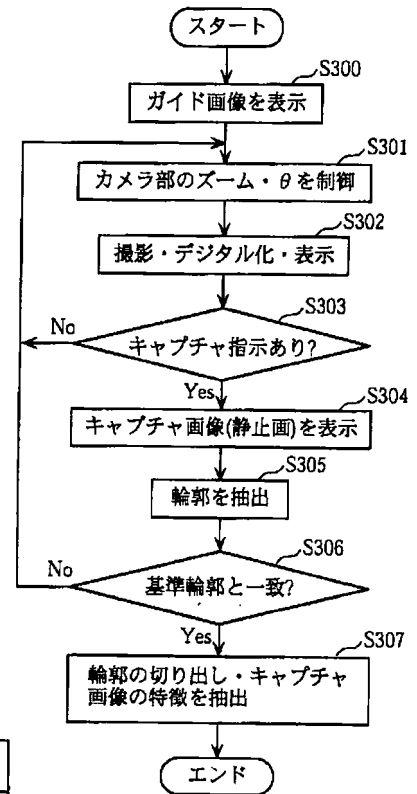 スタート
S300
ガイド画像を表示
S301
カメラ部のズーム・θを制御
S302
撮影・デジタル化・表示
S303
No
キャプチャ指示あり?
Yes
S304
キャプチャ画像(静止画)を表示
S305
輪郭を抽出
S306
No
基準輪郭と一致?
Yes
S307
輪郭の切り出し・キャプチャ
画像の特徴を抽出
エンド